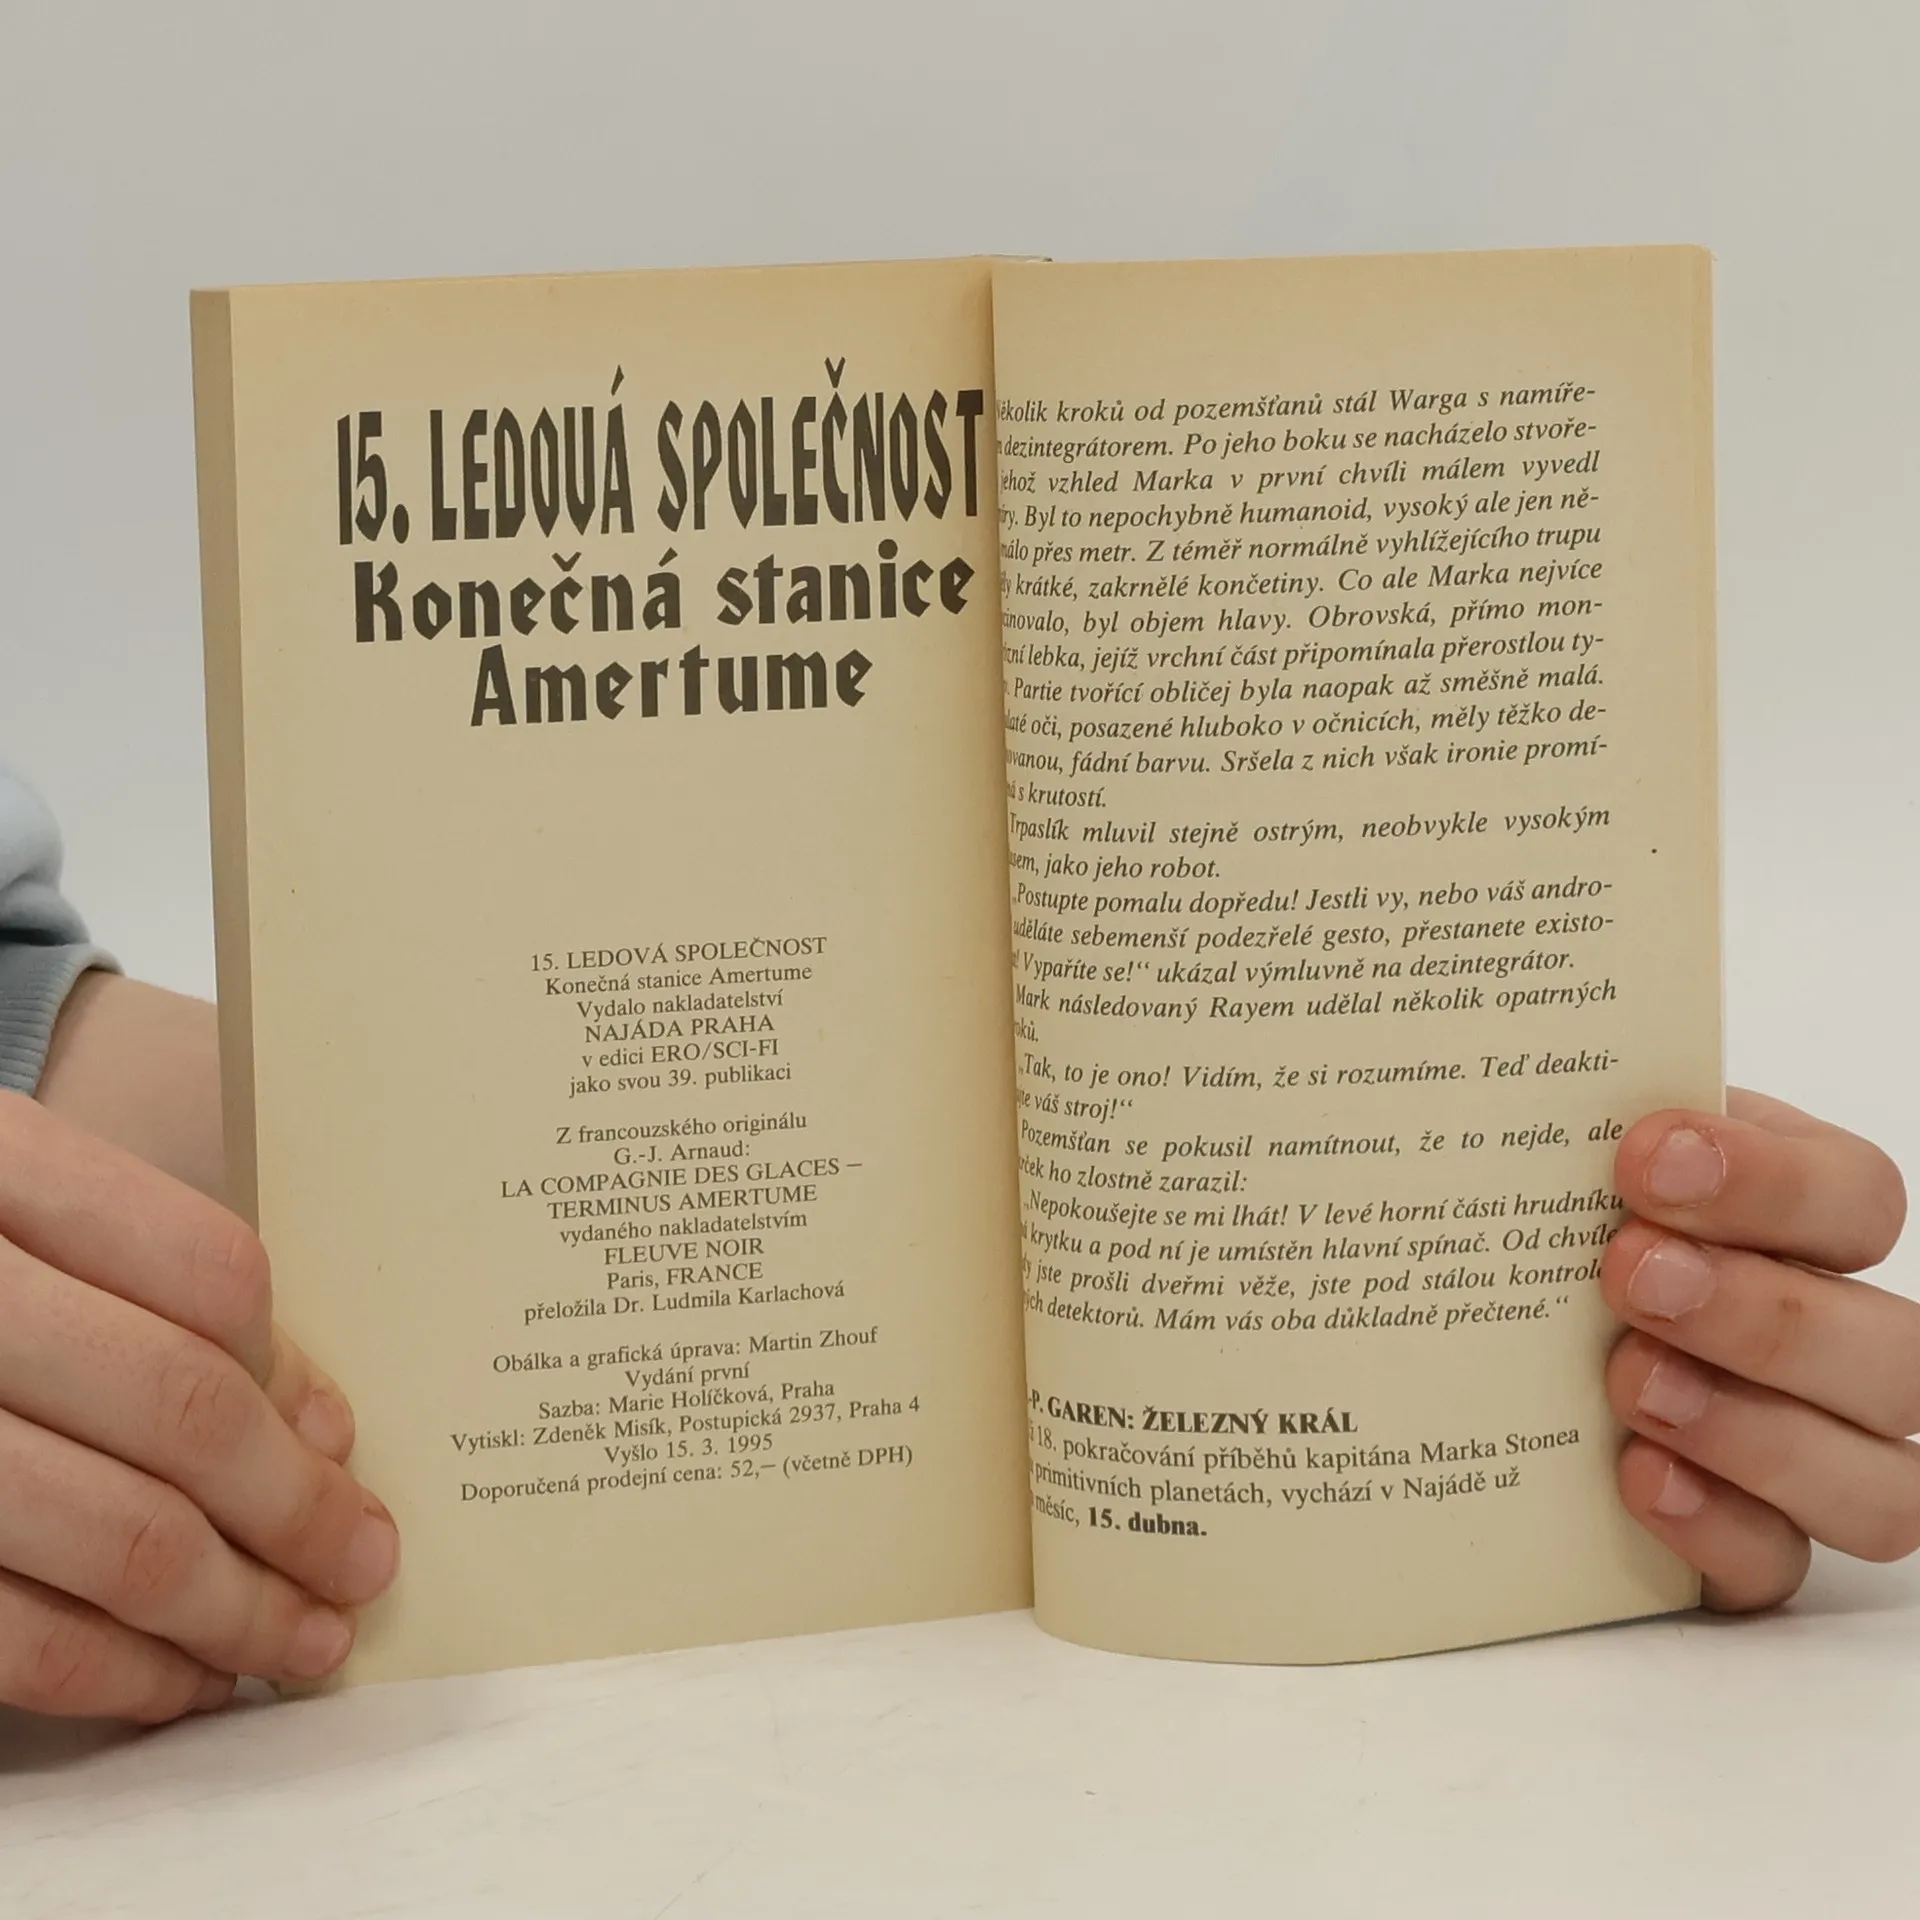 15. LEDOVÁ SPOLEČNOST
Konečná stanice
Amertume
15. LEDOVÁ SPOLEČNOST
Konečná stanice Amertume
Vydalo nakladatelství
NAJÁDA PRAHA
v edici ERO/SCI-FI
jako svou 39. publikaci
Z francouzského originálu
G.-J. Arnaud:
LA COMPAGNIE DES GLACES –
TERMINUS AMERTUME
vydaného nakladatelstvím
FLEUVE NOIR
Paris, FRANCE
přeložila Dr. Ludmila Karlachová
Obálka a grafická úprava: Martin Zhouf
Vydání první
Sazba: Marie Holíčková, Praha
Vytiskl: Zdeněk Misík, Postupická 2937, Praha 4
Vyšlo 15. 3. 1995
Doporučená prodejní cena: 52,– (včetně DPH)
kroků od pozemšťanů stál Warga s namíře-
dezintegrátorem. Po jeho boku se nacházelo stvoře-
jehož vzhled Marka v první chvíli málem vyvedl
Byl to nepochybně humanoid, vysoký ale jen ně-
přes metr. Z téměř normálně vyhlížejícího trupu
krátké, zakrnělé končetiny. Co ale Marka nejvíce
byl objem hlavy. Obrovská, přímo mon-
lebka, jejíž vrchní část připomínala přerostlou ty-
Partie tvořící obličej byla naopak až směšně malá.
oči, posazené hluboko v očnicích, měly těžko de-
fádní barvu. Sršela z nich však ironie promí-
s krutostí.
Trpaslík mluvil stejně ostrým, neobvykle vysokým
jako jeho robot.
„Postupte pomalu dopředu! Jestli vy, nebo váš andro-
uděláte sebemenší podezřelé gesto, přestanete existo-
Vypaříte se!“ ukázal výmluvně na dezintegrátor.
Mark následovaný Rayem udělal několik opatrných
„Tak, to je ono! Vidím, že si rozumíme. Teď deakti-
váš stroj!“
Pozemšťan se pokusil namítnout, že to nejde, ale
ho zlostně zarazil:
„Nepokoušejte se mi lhát! V levé horní části hrudníku
krytku a pod ní je umístěn hlavní spínač. Od chvíle
jste prošli dveřmi věže, jste pod stálou
detektorů. Mám vás oba důkladně přečtené.“
-P. GAREN: ŽELEZNÝ KRÁL
18. pokračování příběhů kapitána Marka Stonea
primitivních planetách, vychází v Najádě už
měsíc, 15. dubna.